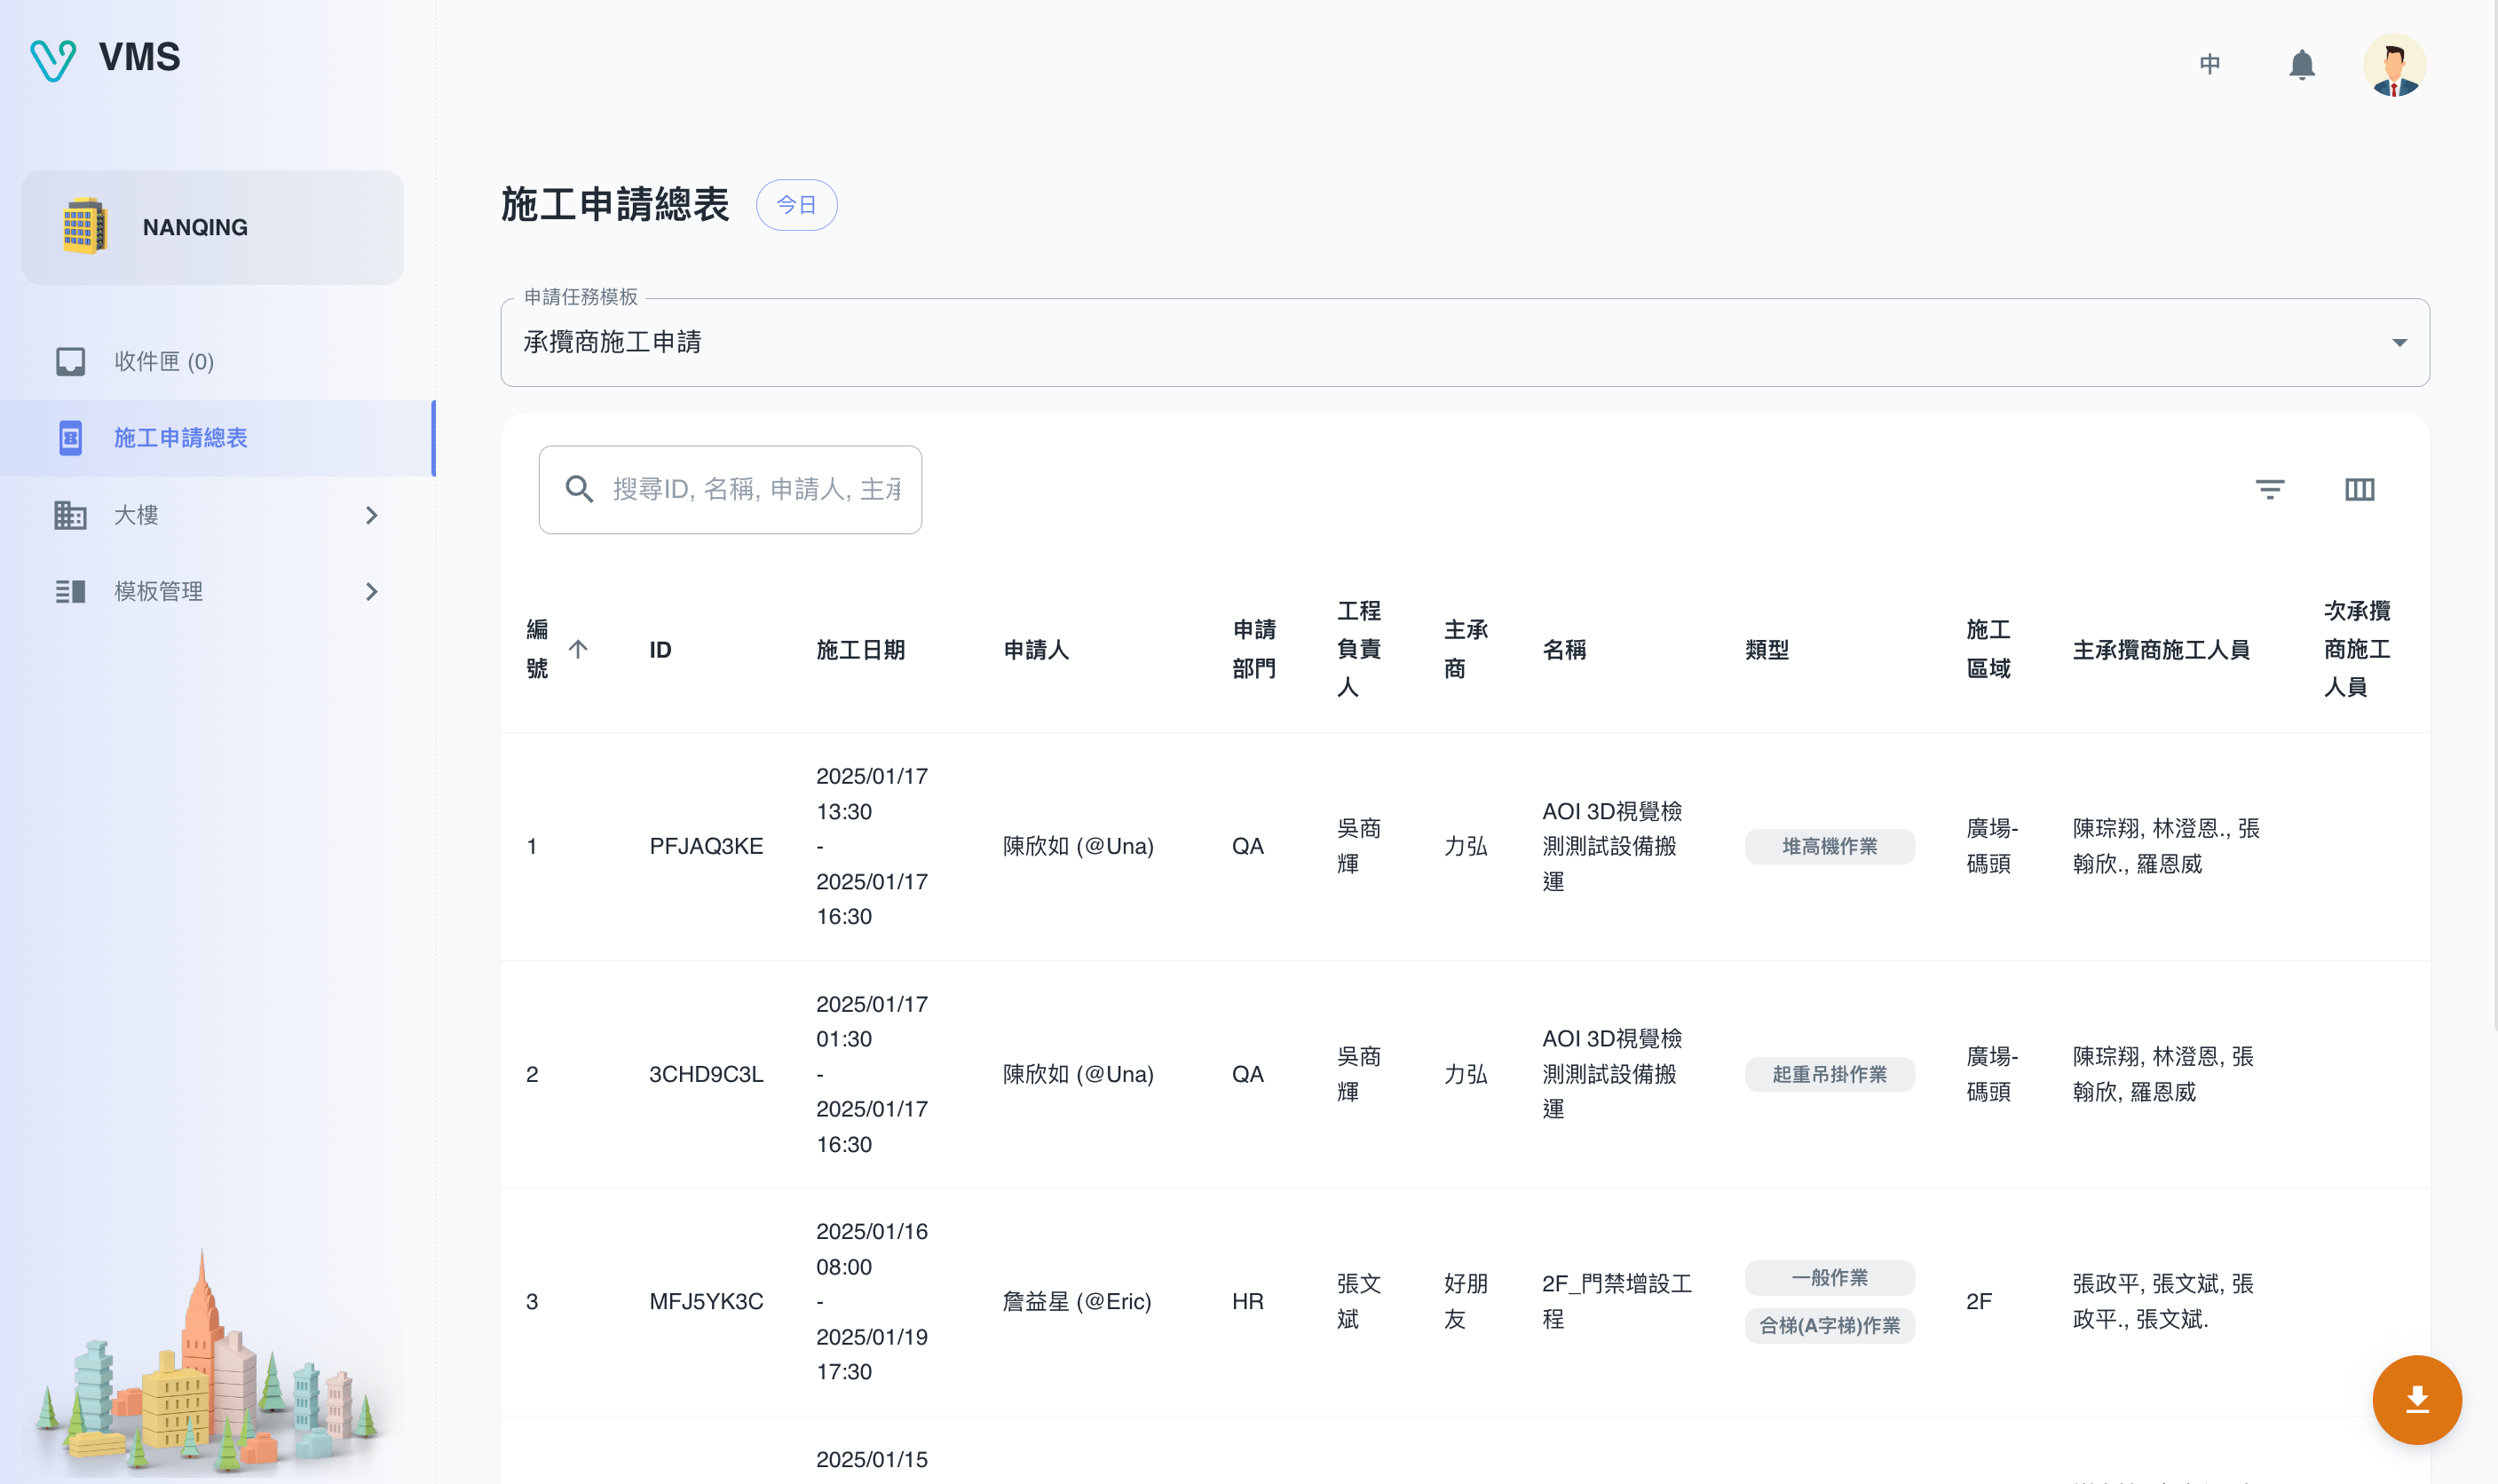 VMS
中
NANQING
收件匣 (0)
施工申請總表
大樓
模板管理
施工申請總表
今日
申請任務模板
承攬商施工申請
搜尋ID, 名稱, 申請人, 主承
編
號
ID
施工日期
申請人
申請
部門
工程
負責
人
主承
商
名稱
類型
施工
區域
主承攬商施工人員
次承攬
商施工
人員
1
PFJAQ3KE
2025/01/17
13:30
-
2025/01/17
16:30
陳欣如 (@Una)
QA
吳商
輝
力弘
AOI 3D視覺檢
測測試設備搬
運
堆高機作業
廣場-
碼頭
陳琮翔, 林澄恩., 張
翰欣., 羅恩威
2
3CHD9C3L
2025/01/17
01:30
-
2025/01/17
16:30
陳欣如 (@Una)
QA
吳商
輝
力弘
AOI 3D視覺檢
測測試設備搬
運
起重吊掛作業
廣場-
碼頭
陳琮翔, 林澄恩, 張
翰欣, 羅恩威
3
MFJ5YK3C
2025/01/16
08:00
-
2025/01/19
17:30
詹益星 (@Eric)
HR
張文
斌
好朋
友
2F_門禁增設工
程
一般作業
合梯(A字梯)作業
2F
張政平, 張文斌, 張
政平., 張文斌.
2025/01/15